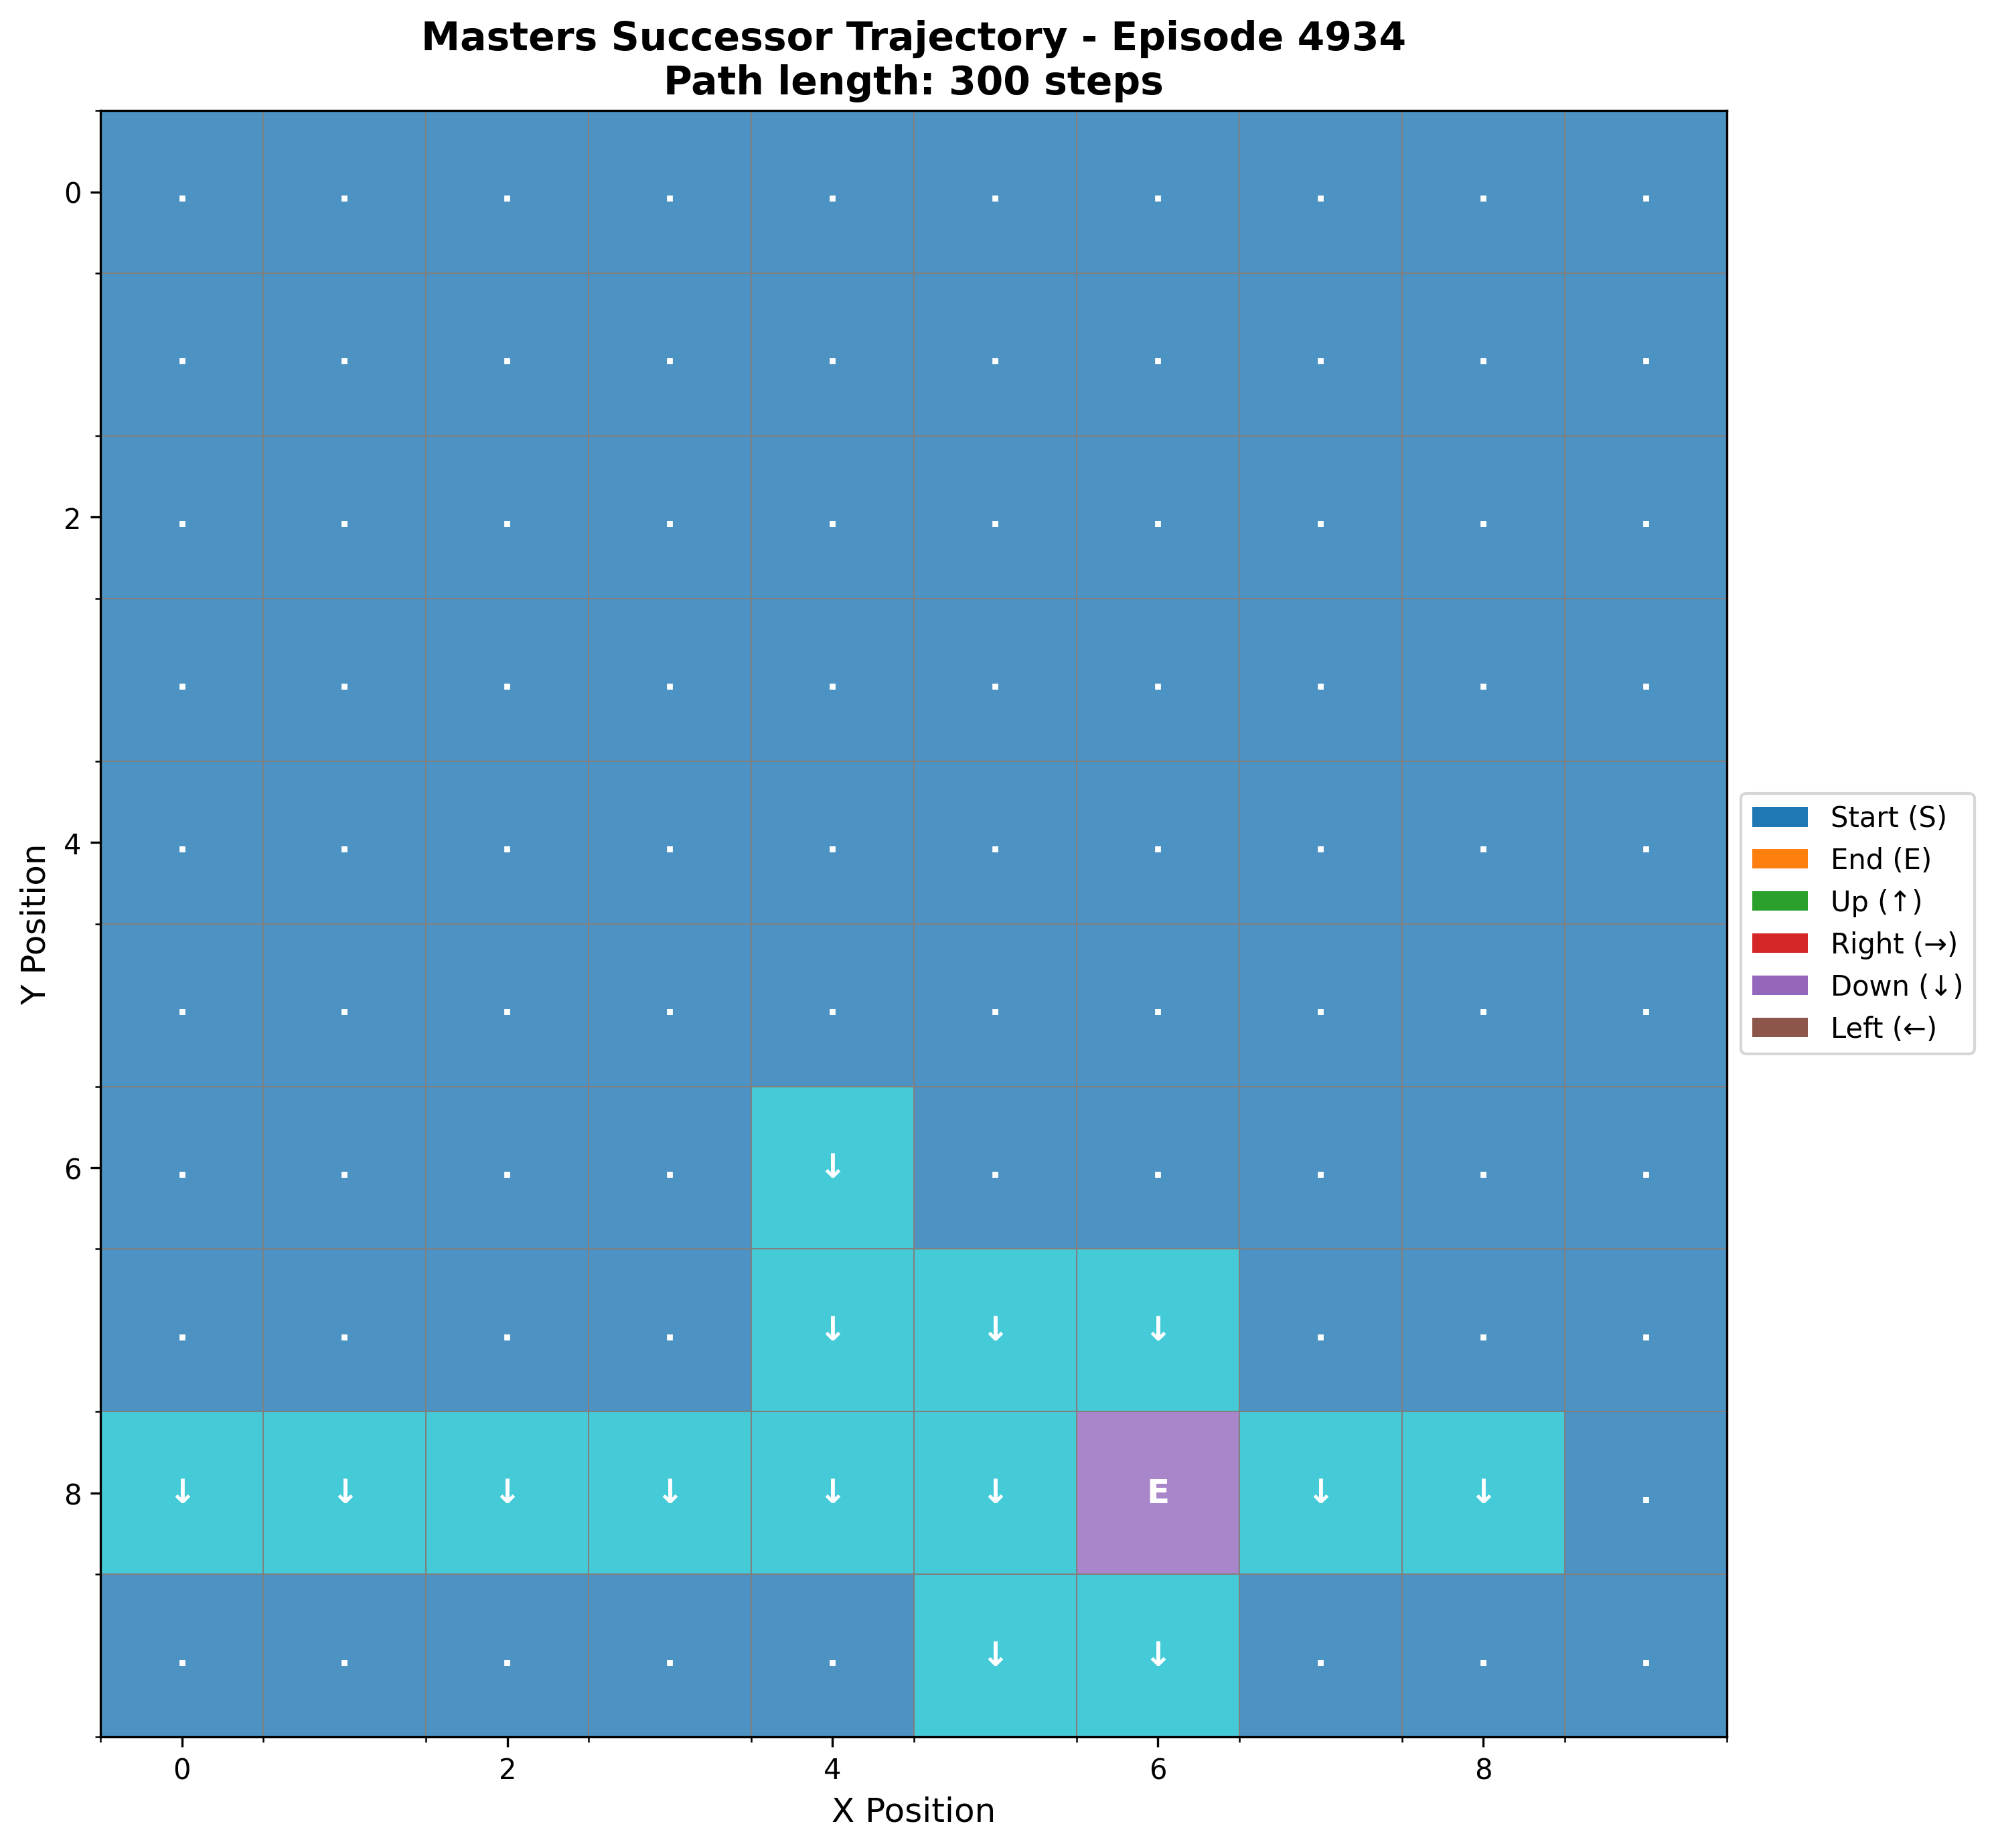 Masters Successor Trajectory - Episode 4934
Path length: 300 steps
0
. . . . . . . . . .
. . . . . . . . . .
2
. . . . . . . . . .
. . . . . . . . . .
4
. . . . . . . . . .
. . . . . . . . . .
6
. . . . ↓ . . . . .
. . . . ↓ ↓ ↓ . . .
8
↓ ↓ ↓ ↓ ↓ ↓ E ↓ ↓ .
. . . . . ↓ ↓ . . .
0 2 4 6 8
X Position
Y Position
Start (S)
End (E)
Up (↑)
Right (→)
Down (↓)
Left (←)